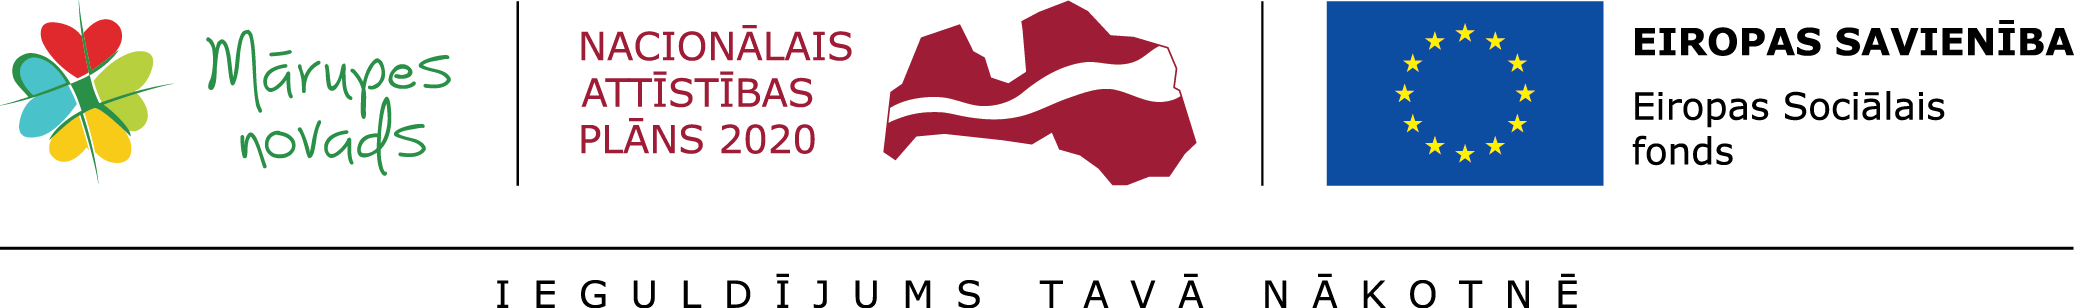 Mārupes
novads
NACIONĀLAIS
ATTĪSTĪBAS
PLĀNS 2020
EIROPAS SAVIENĪBA
Eiropas Sociālais
fonds
IEGULDĪJUMS TAVĀ NĀKOTNĒ